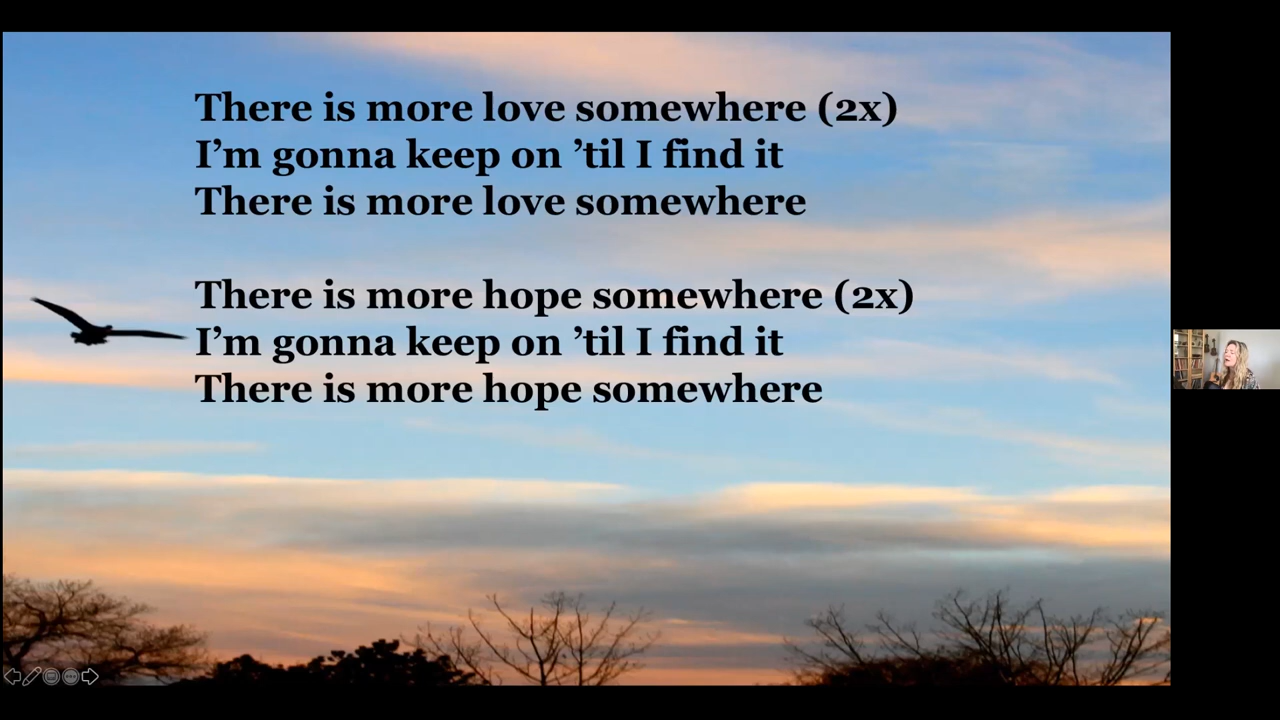 There is more love somewhere (2x)
I’m gonna keep on ’til I find it
There is more love somewhere
There is more hope somewhere (2x)
I’m gonna keep on ’til I find it
There is more hope somewhere